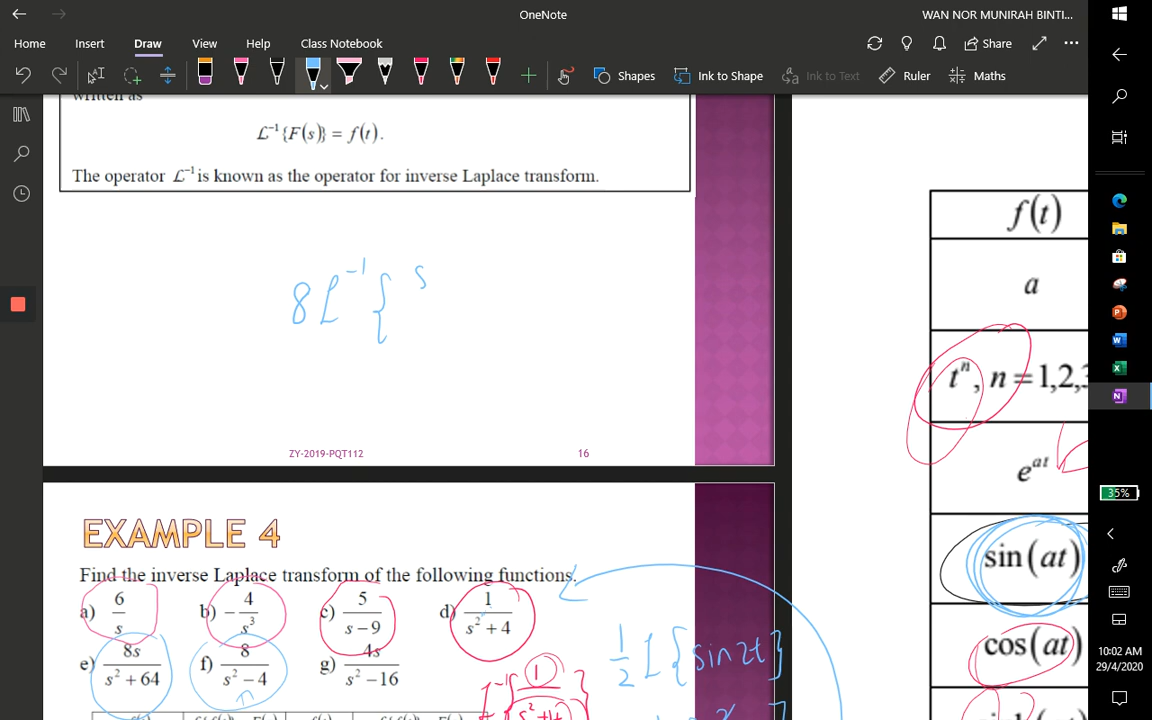 OneNote
WAN NOR MUNIRAH BINTI...
Home Insert Draw View Help Class Notebook
Share
Shapes Ink to Shape Ink to Text Ruler Maths
written as
ℒ⁻¹{F(s)} = f(t).
The operator ℒ⁻¹ is known as the operator for inverse Laplace transform.
8ℒ⁻¹{ s
ZY-2019-PQT112 16
EXAMPLE 4
Find the inverse Laplace transform of the following functions.
a) 6/s b) -4/s³ c) 5/(s-9) d) 1/(s²+4)
e) 8s/(s²+64) f) 8/(s²-4) g) 4s/(s²-16)
1/2 ℒ{sin2t}
f(t)
a
tⁿ, n = 1,2,
e^at
sin(at)
cos(at)
35%
10:02 AM
29/4/2020